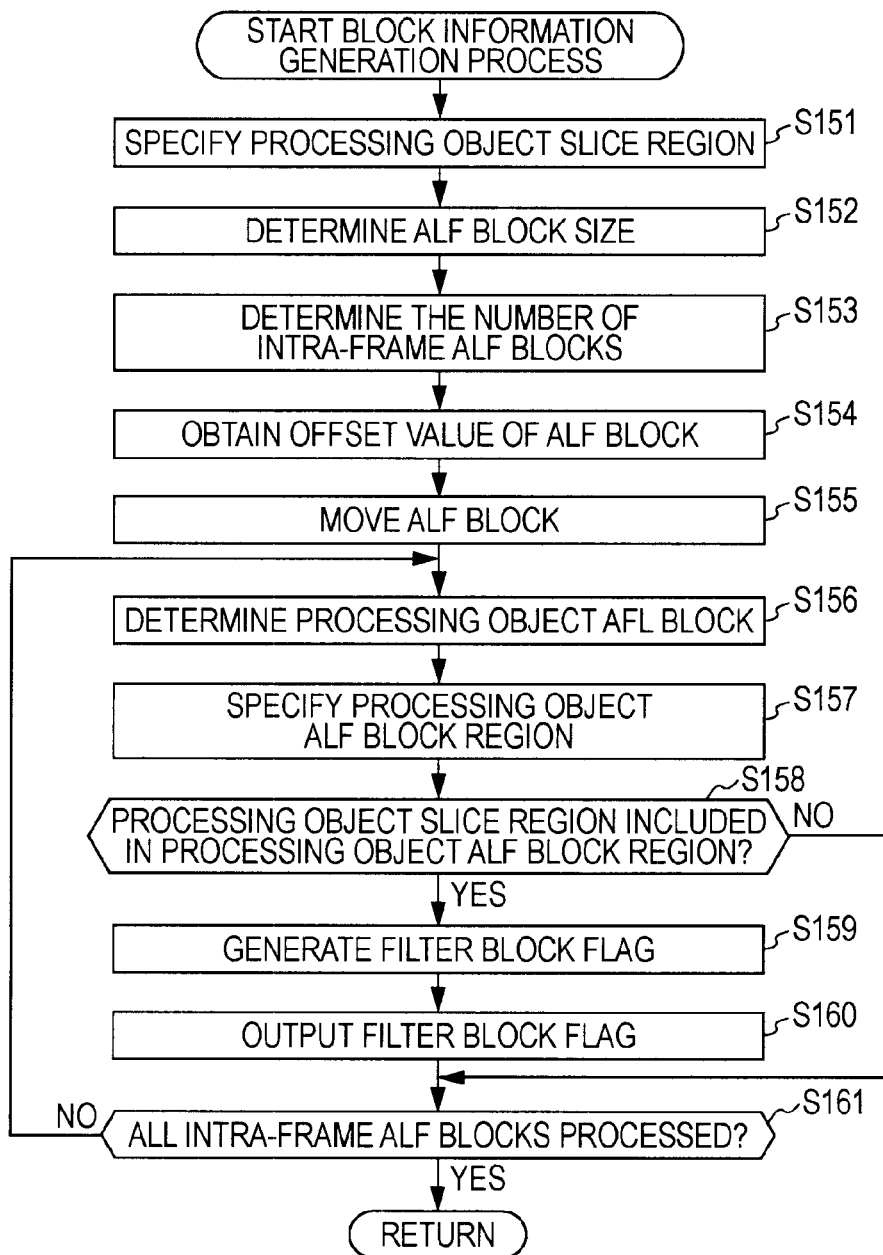 START BLOCK INFORMATION
GENERATION PROCESS
S151
SPECIFY PROCESSING OBJECT SLICE REGION
S152
DETERMINE ALF BLOCK SIZE
S153
DETERMINE THE NUMBER OF
INTRA-FRAME ALF BLOCKS
S154
OBTAIN OFFSET VALUE OF ALF BLOCK
S155
MOVE ALF BLOCK
S156
DETERMINE PROCESSING OBJECT AFL BLOCK
S157
SPECIFY PROCESSING OBJECT
ALF BLOCK REGION
S158
PROCESSING OBJECT SLICE REGION INCLUDED
IN PROCESSING OBJECT ALF BLOCK REGION?
NO
YES
S159
GENERATE FILTER BLOCK FLAG
S160
OUTPUT FILTER BLOCK FLAG
S161
NO
ALL INTRA-FRAME ALF BLOCKS PROCESSED?
YES
RETURN